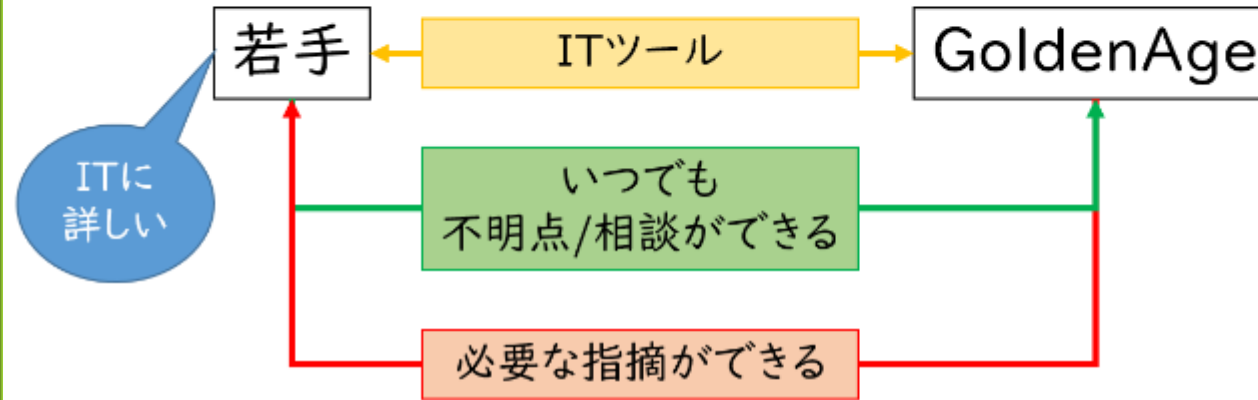 若手
ITツール
GoldenAge
ITに
詳しい
いつでも
不明点/相談ができる
必要な指摘ができる